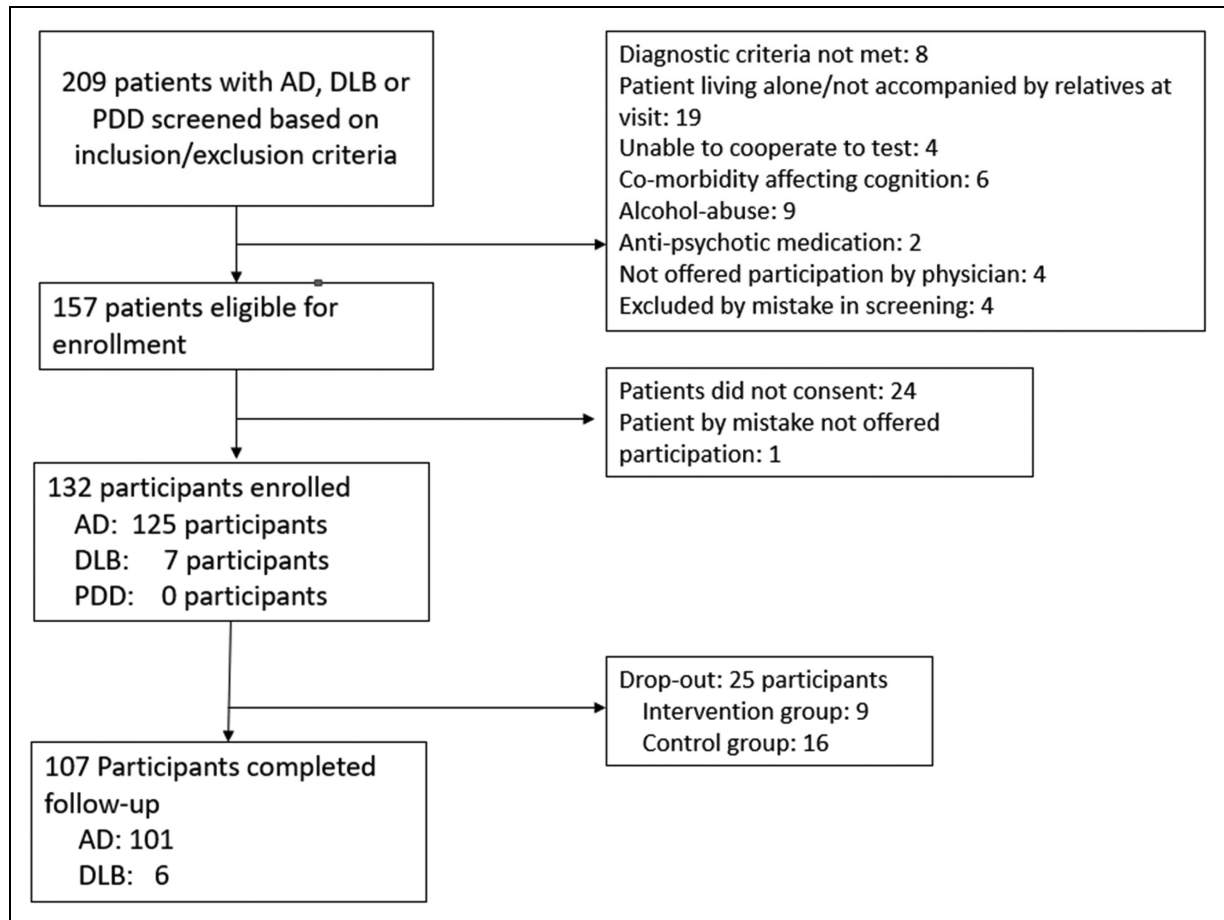 209 patients with AD, DLB or
PDD screened based on
inclusion/exclusion criteria
Diagnostic criteria not met: 8
Patient living alone/not accompanied by relatives at
visit: 19
Unable to cooperate to test: 4
Co-morbidity affecting cognition: 6
Alcohol-abuse: 9
Anti-psychotic medication: 2
Not offered participation by physician: 4
Excluded by mistake in screening: 4
157 patients eligible for
enrollment
Patients did not consent: 24
Patient by mistake not offered
participation: 1
132 participants enrolled
AD: 125 participants
DLB: 7 participants
PDD: 0 participants
Drop-out: 25 participants
Intervention group: 9
Control group: 16
107 Participants completed
follow-up
AD: 101
DLB: 6